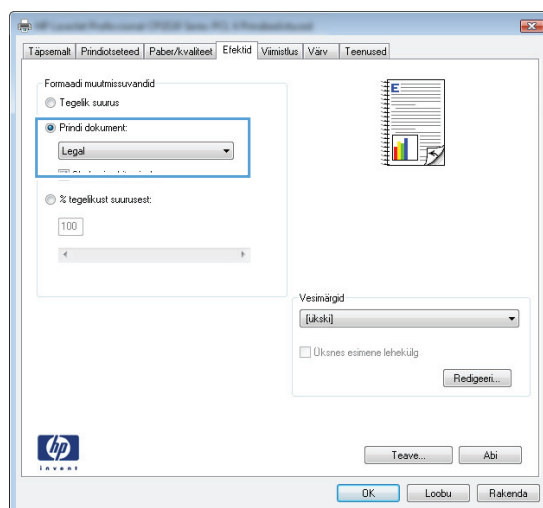 Täpsemalt Prindiotseteed Paber/kvaliteet Efektid Viimistlus Värv Teenused
Formaadi muutmissuvandid
Tegelik suurus
Prindi dokument:
Legal
% tegelikust suurusest:
100
E
Vesimärgid
[ükski]
Üksnes esimene lehekülg
Redigeeri...
hp
invent
Teave... Abi
OK Loobu Rakenda